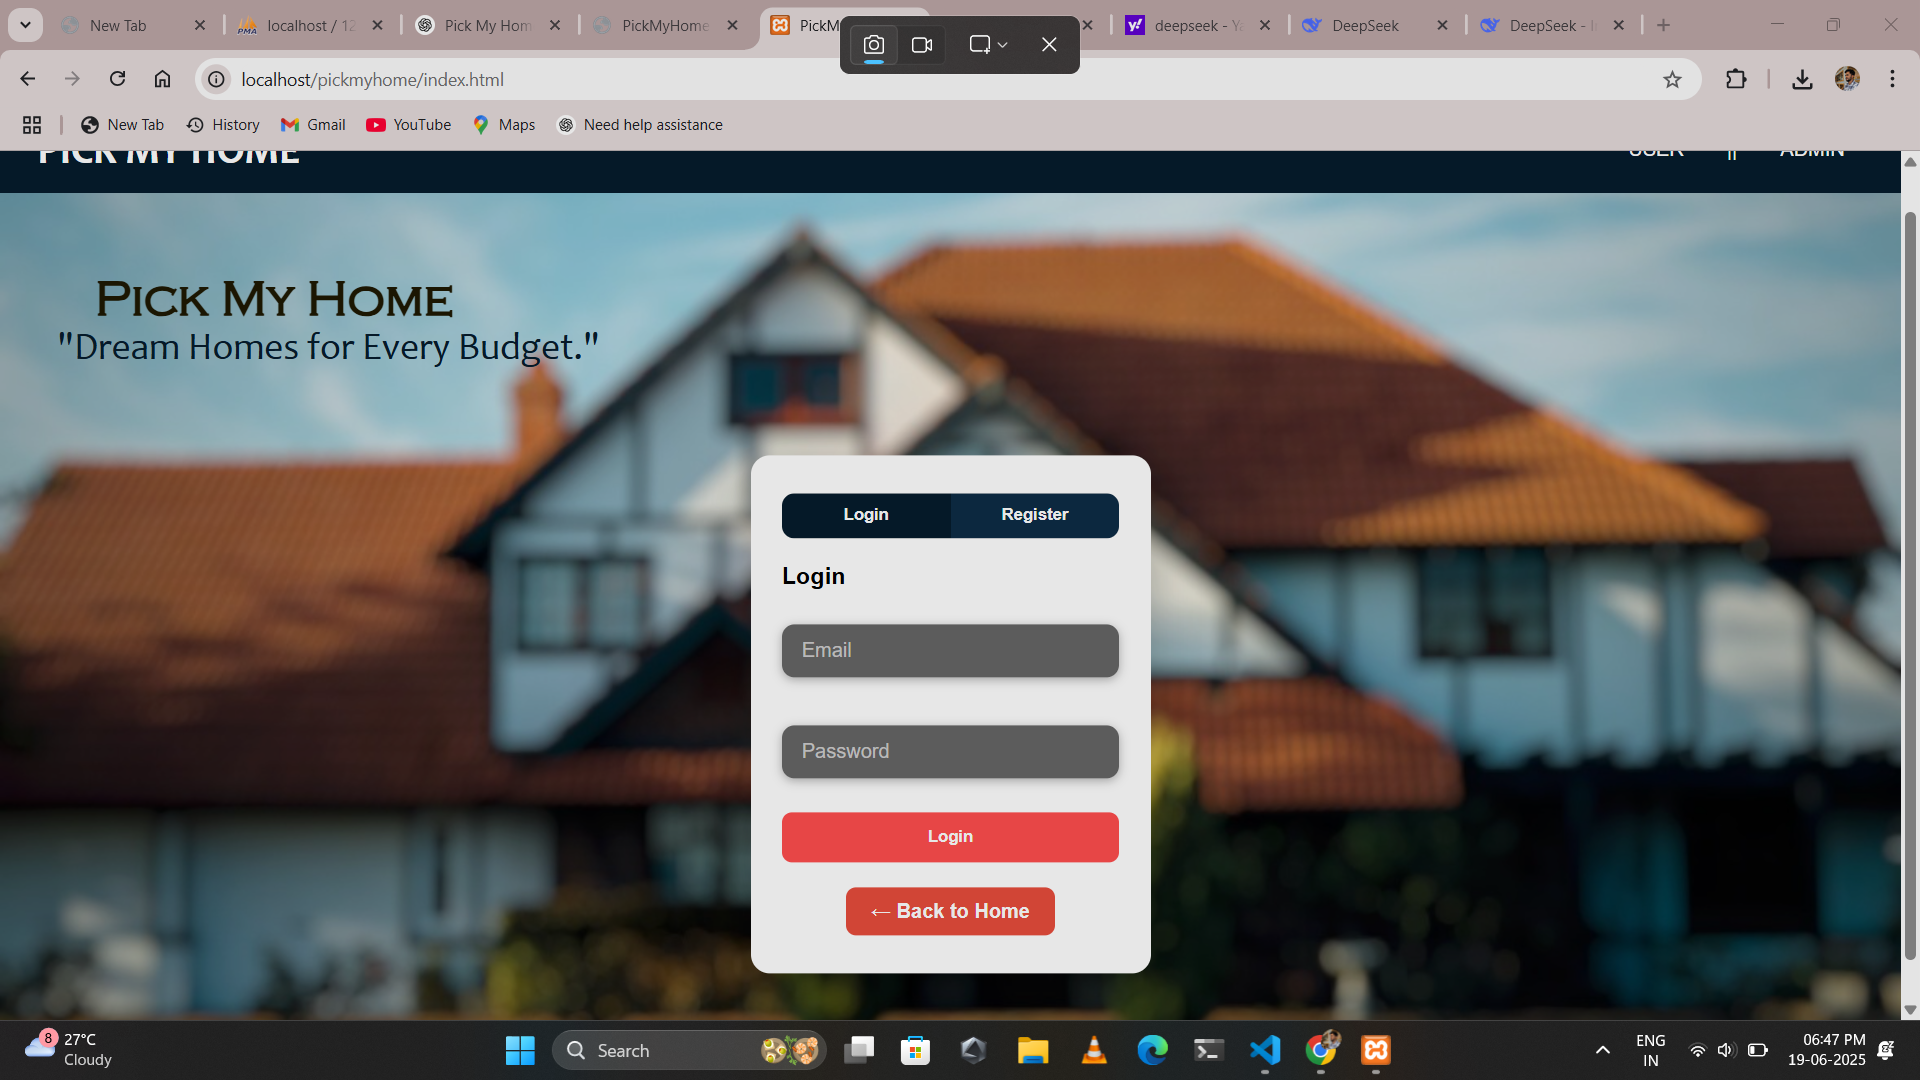 New Tab
localhost / 12
Pick My Hom
PickMyHome
PickM
deepseek - Ya
DeepSeek
DeepSeek - I
localhost/pickmyhome/index.html
New Tab
History
Gmail
YouTube
Maps
Need help assistance
PICK MY HOME
USER
||
ADMIN
Pick My Home
"Dream Homes for Every Budget."
Login
Register
Login
Email
Password
Login
← Back to Home
8
27°C
Cloudy
Search
ENG
IN
06:47 PM
19-06-2025